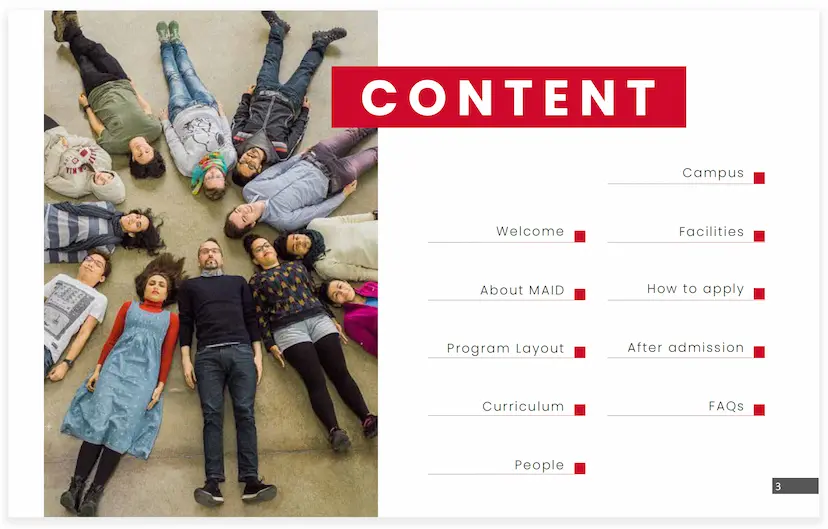 CONTENT
Welcome
About MAID
Program Layout
Curriculum
People
Campus
Facilities
How to apply
After admission
FAQs
3